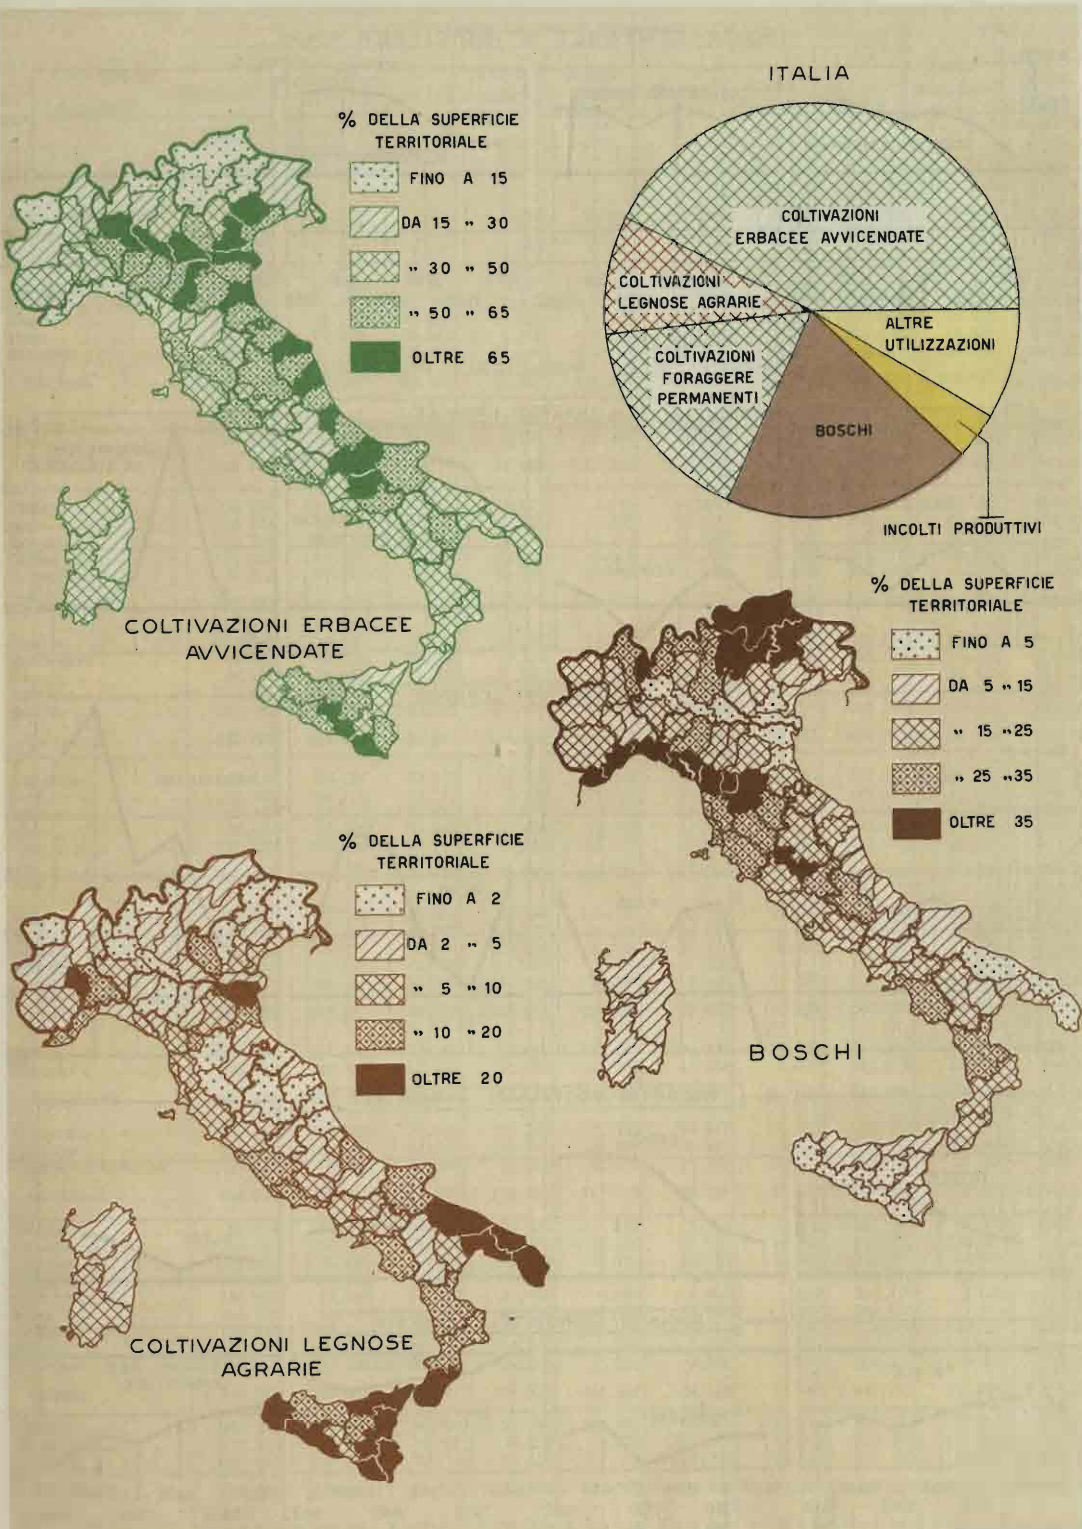 % DELLA SUPERFICIE
TERRITORIALE
FINO A 15
DA 15 " 30
" 30 " 50
" 50 " 65
OLTRE 65
COLTIVAZIONI ERBACEE
AVVICENDATE
ITALIA
COLTIVAZIONI
ERBACEE AVVICENDATE
COLTIVAZIONI
LEGNOSE AGRARIE
COLTIVAZIONI
FORAGGERE
PERMANENTI
BOSCHI
ALTRE
UTILIZZAZIONI
INCOLTI PRODUTTIVI
% DELLA SUPERFICIE
TERRITORIALE
FINO A 5
DA 5 " 15
" 15 " 25
" 25 " 35
OLTRE 35
BOSCHI
% DELLA SUPERFICIE
TERRITORIALE
FINO A 2
DA 2 " 5
" 5 " 10
" 10 " 20
OLTRE 20
COLTIVAZIONI LEGNOSE
AGRARIE